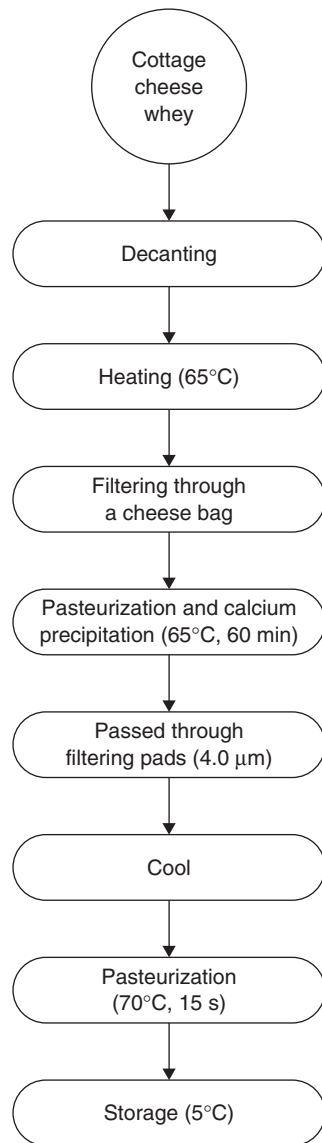 Cottage
cheese
whey
Decanting
Heating (65°C)
Filtering through
a cheese bag
Pasteurization and calcium
precipitation (65°C, 60 min)
Passed through
filtering pads (4.0 μm)
Cool
Pasteurization
(70°C, 15 s)
Storage (5°C)